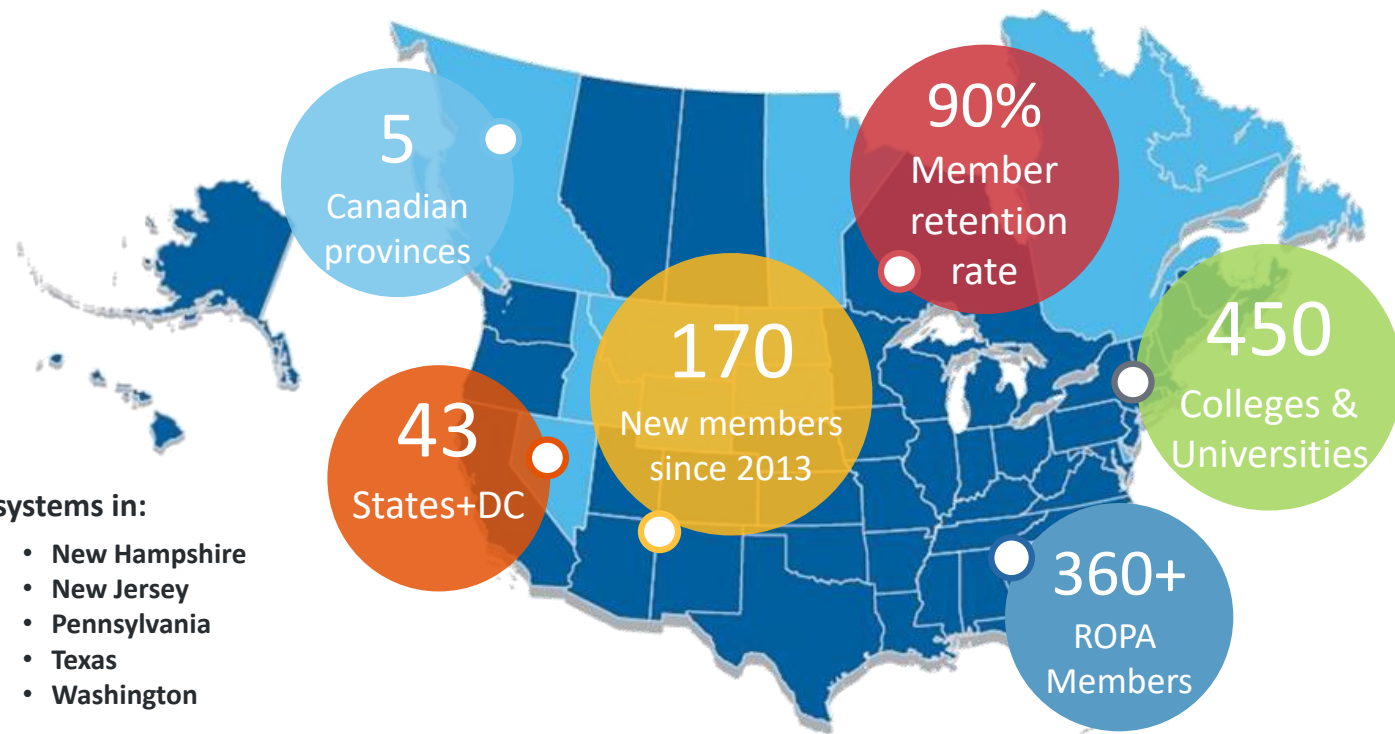 5
Canadian
provinces
90%
Member
retention
rate
170
New members
since 2013
450
Colleges &
Universities
43
States+DC
360+
ROPA
Members
systems in:
• New Hampshire
• New Jersey
• Pennsylvania
• Texas
• Washington